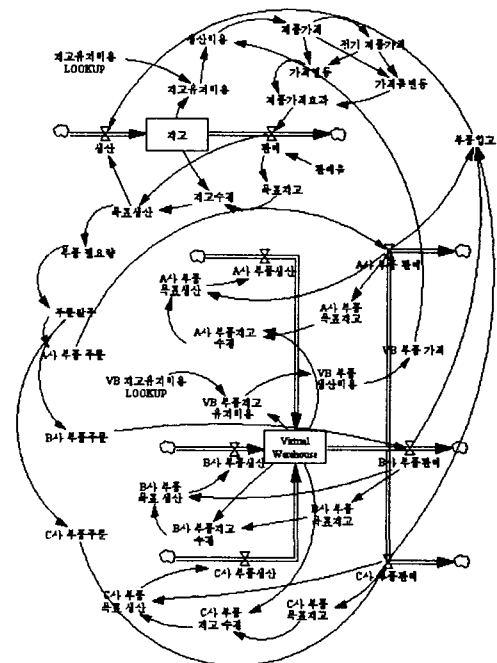 제품가격
생산비용
전기 제품가격
재고유지비용
LOOKUP
가격변동
가격폭변동
재고유지비용
제품가격효과
재고
부품입고
생산
판매
판매율
목표생산
재고수정
목표재고
부품 필요량
A사 부품생산
A사 부품 판매
A사 부품
목표생산
A사 부품
목표재고
주문발주
A사 부품재고
수정
A사 부품 주문
VB 부품 가격
VB 재고유지비용
LOOKUP
VB 부품
생산비용
VB 부품재고
유지비용
B사 부품주문
Virtual
Warehouse
B사 부품생산
B사 부품판매
B사 부품
목표 생산
B사 부품
목표재고
B사 부품재고
수정
C사 부품주문
C사 부품생산
C사 부품판매
C사 부품
목표 생산
C사 부품
재고 수정
C사 부품
목표재고